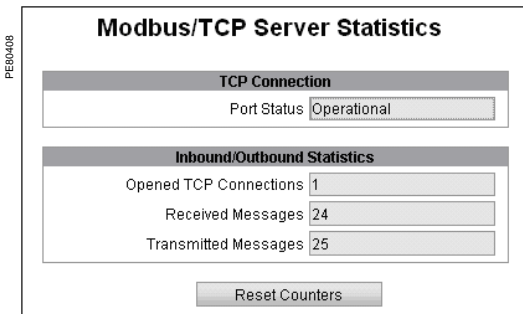 PE80408
Modbus/TCP Server Statistics
TCP Connection
Port Status Operational
Inbound/Outbound Statistics
Opened TCP Connections 1
Received Messages 24
Transmitted Messages 25
Reset Counters